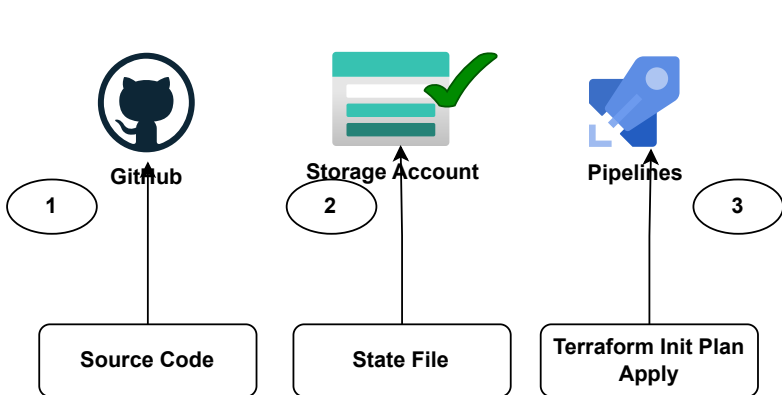 GitHub
Storage Account
Pipelines
1
2
3
Source Code
State File
Terraform Init Plan
Apply